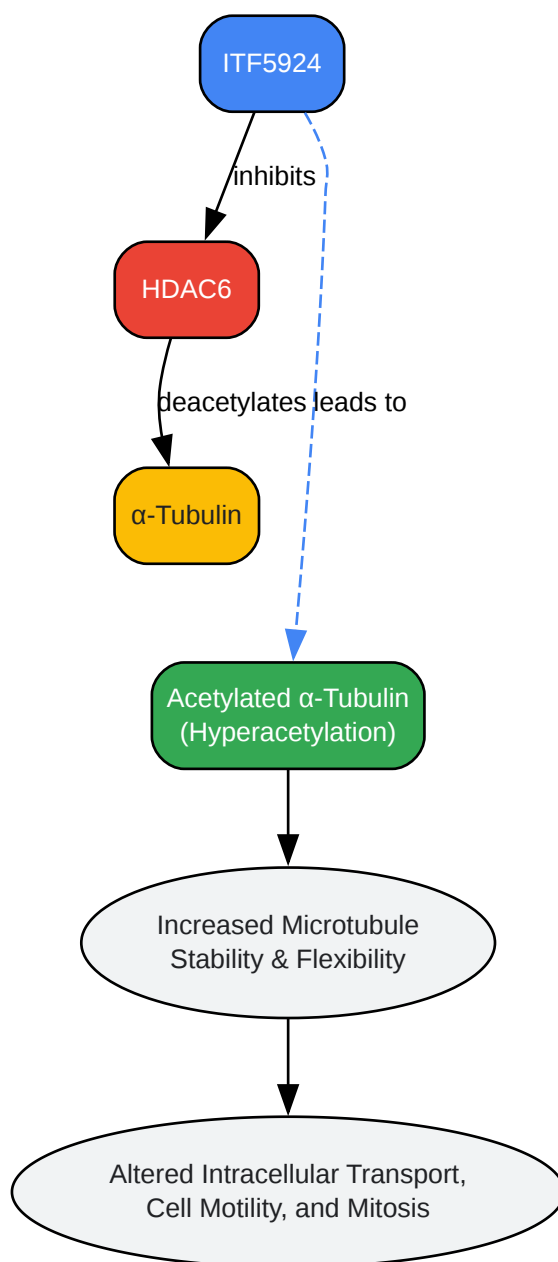 ITF5924
inhibits
HDAC6
deacetylates
leads to
α-Tubulin
Acetylated α-Tubulin
(Hyperacetylation)
Increased Microtubule
Stability & Flexibility
Altered Intracellular Transport,
Cell Motility, and Mitosis